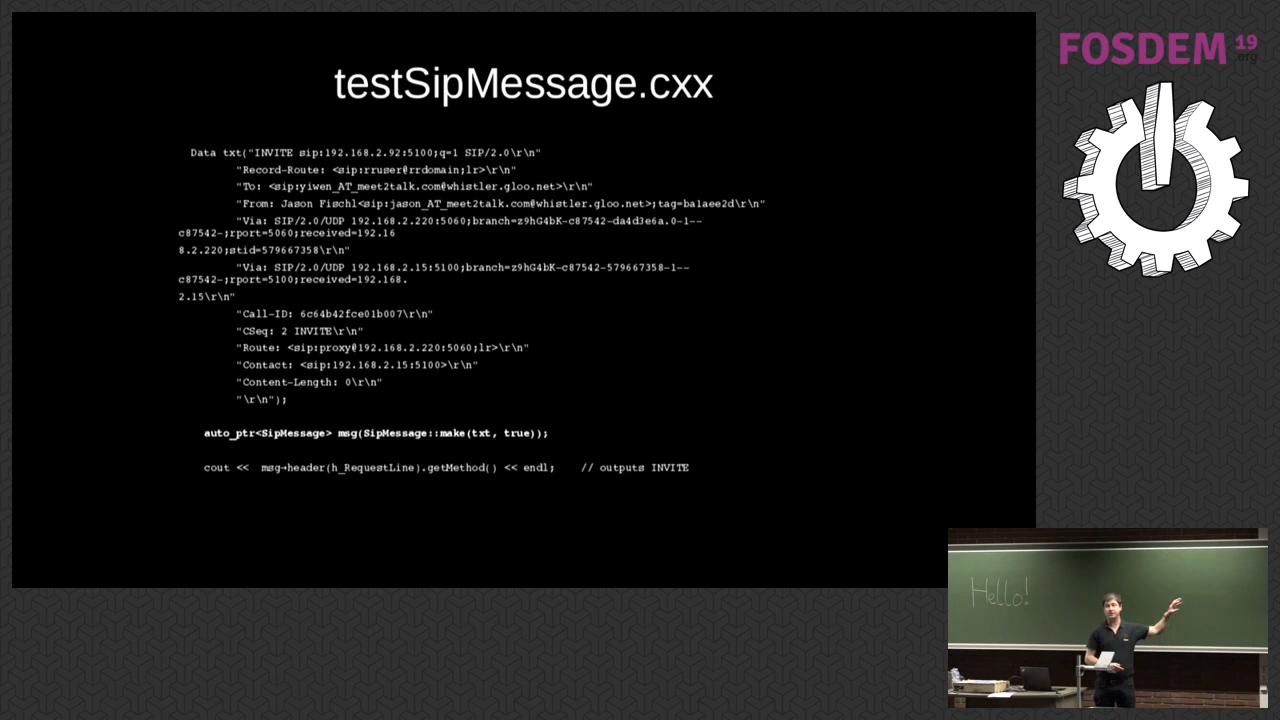 testSipMessage.cxx
Data txt("INVITE sip:192.168.2.92:5100;q=1 SIP/2.0\r\n"
"Record-Route: <sip:rruser@rrdomain;lr>\r\n"
"To: <sip:yiwen_AT_meet2talk.com@whistler.gloo.net>\r\n"
"From: Jason Fischl<sip:jason_AT_meet2talk.com@whistler.gloo.net>;tag=ba1aee2d\r\n"
"Via: SIP/2.0/UDP 192.168.2.220:5060;branch=z9hG4bK-c87542-da4d3e6a.0-1--
c87542-;rport=5060;received=192.16
8.2.220;stid=579667358\r\n"
"Via: SIP/2.0/UDP 192.168.2.15:5100;branch=z9hG4bK-c87542-579667358-1--
c87542-;rport=5100;received=192.168.
2.15\r\n"
"Call-ID: 6c64b42fce01b007\r\n"
"CSeq: 2 INVITE\r\n"
"Route: <sip:proxy@192.168.2.220:5060;lr>\r\n"
"Contact: <sip:192.168.2.15:5100>\r\n"
"Content-Length: 0\r\n"
"\r\n");
auto_ptr<SipMessage> msg(SipMessage::make(txt, true));
cout << msg→header(h_RequestLine).getMethod() << endl; // outputs INVITE
FOSDEM 19
.org
Hello!